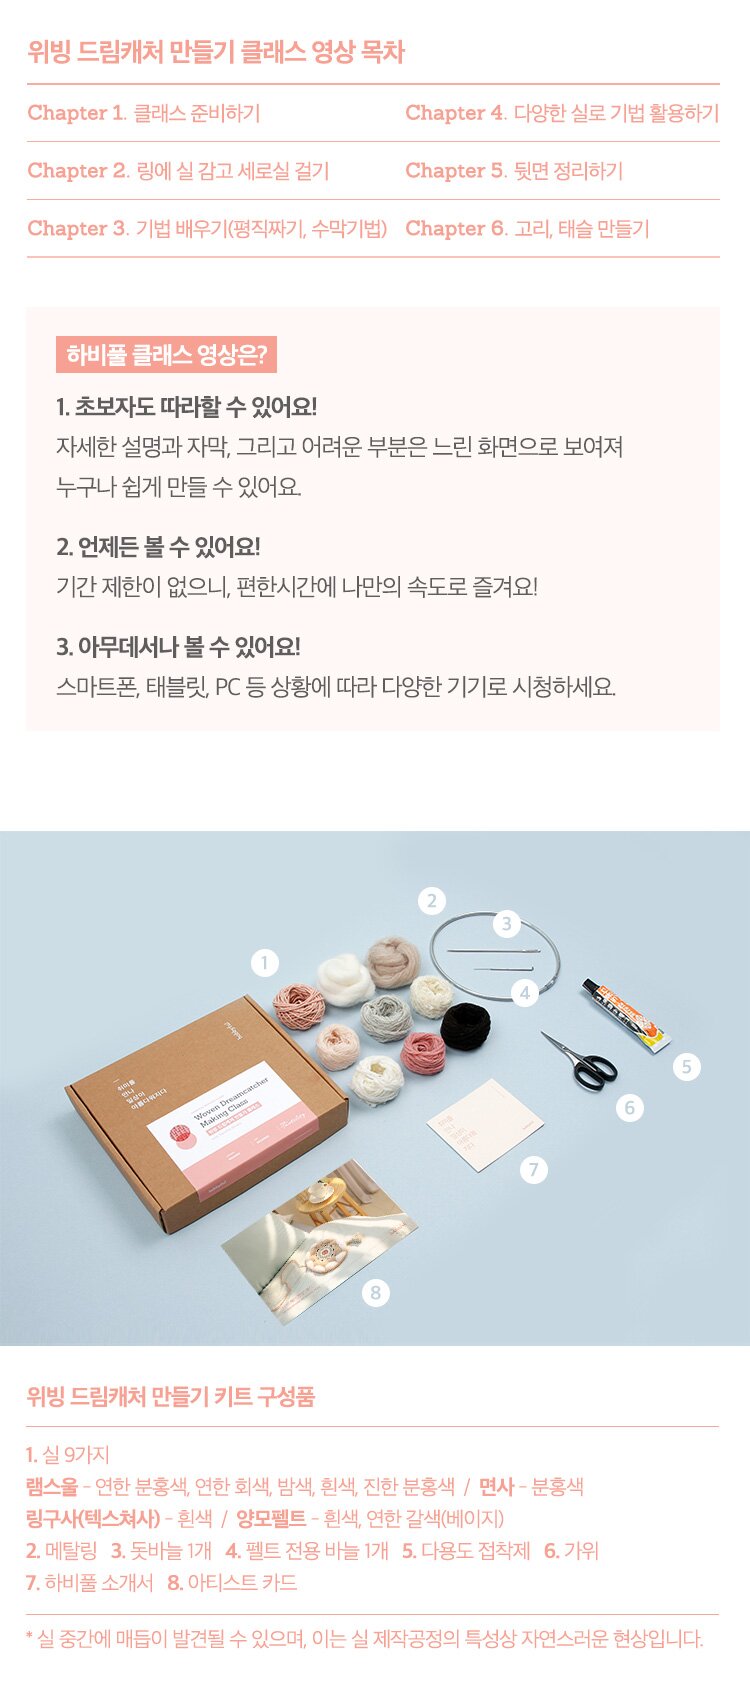 위빙 드림캐처 만들기 클래스 영상 목차
Chapter 1. 클래스 준비하기
Chapter 4. 다양한 실로 기법 활용하기
Chapter 2. 링에 실 감고 세로실 걸기
Chapter 5. 뒷면 정리하기
Chapter 3. 기법 배우기(평직짜기, 수막기법)
Chapter 6. 고리, 태슬 만들기
하비풀 클래스 영상은?
1. 초보자도 따라할 수 있어요!
자세한 설명과 자막, 그리고 어려운 부분은 느린 화면으로 보여져
누구나 쉽게 만들 수 있어요.
2. 언제든 볼 수 있어요!
기간 제한이 없으니, 편한시간에 나만의 속도로 즐겨요!
3. 아무데서나 볼 수 있어요!
스마트폰, 태블릿, PC 등 상황에 따라 다양한 기기로 시청하세요.
1
2
3
4
5
6
7
8
hobbyful
취미를
만나
일상이
아름다워지다
Woven Dreamcatcher
Making Class
위빙 드림캐처 만들기 키트 구성품
1. 실 9가지
램스울 - 연한 분홍색, 연한 회색, 밤색, 흰색, 진한 분홍색 / 면사 - 분홍색
링구사(텍스쳐사) - 흰색 / 양모펠트 - 흰색, 연한 갈색(베이지)
2. 메탈링 3. 돗바늘 1개 4. 펠트 전용 바늘 1개 5. 다용도 접착제 6. 가위
7. 하비풀 소개서 8. 아티스트 카드
* 실 중간에 매듭이 발견될 수 있으며, 이는 실 제작공정의 특성상 자연스러운 현상입니다.